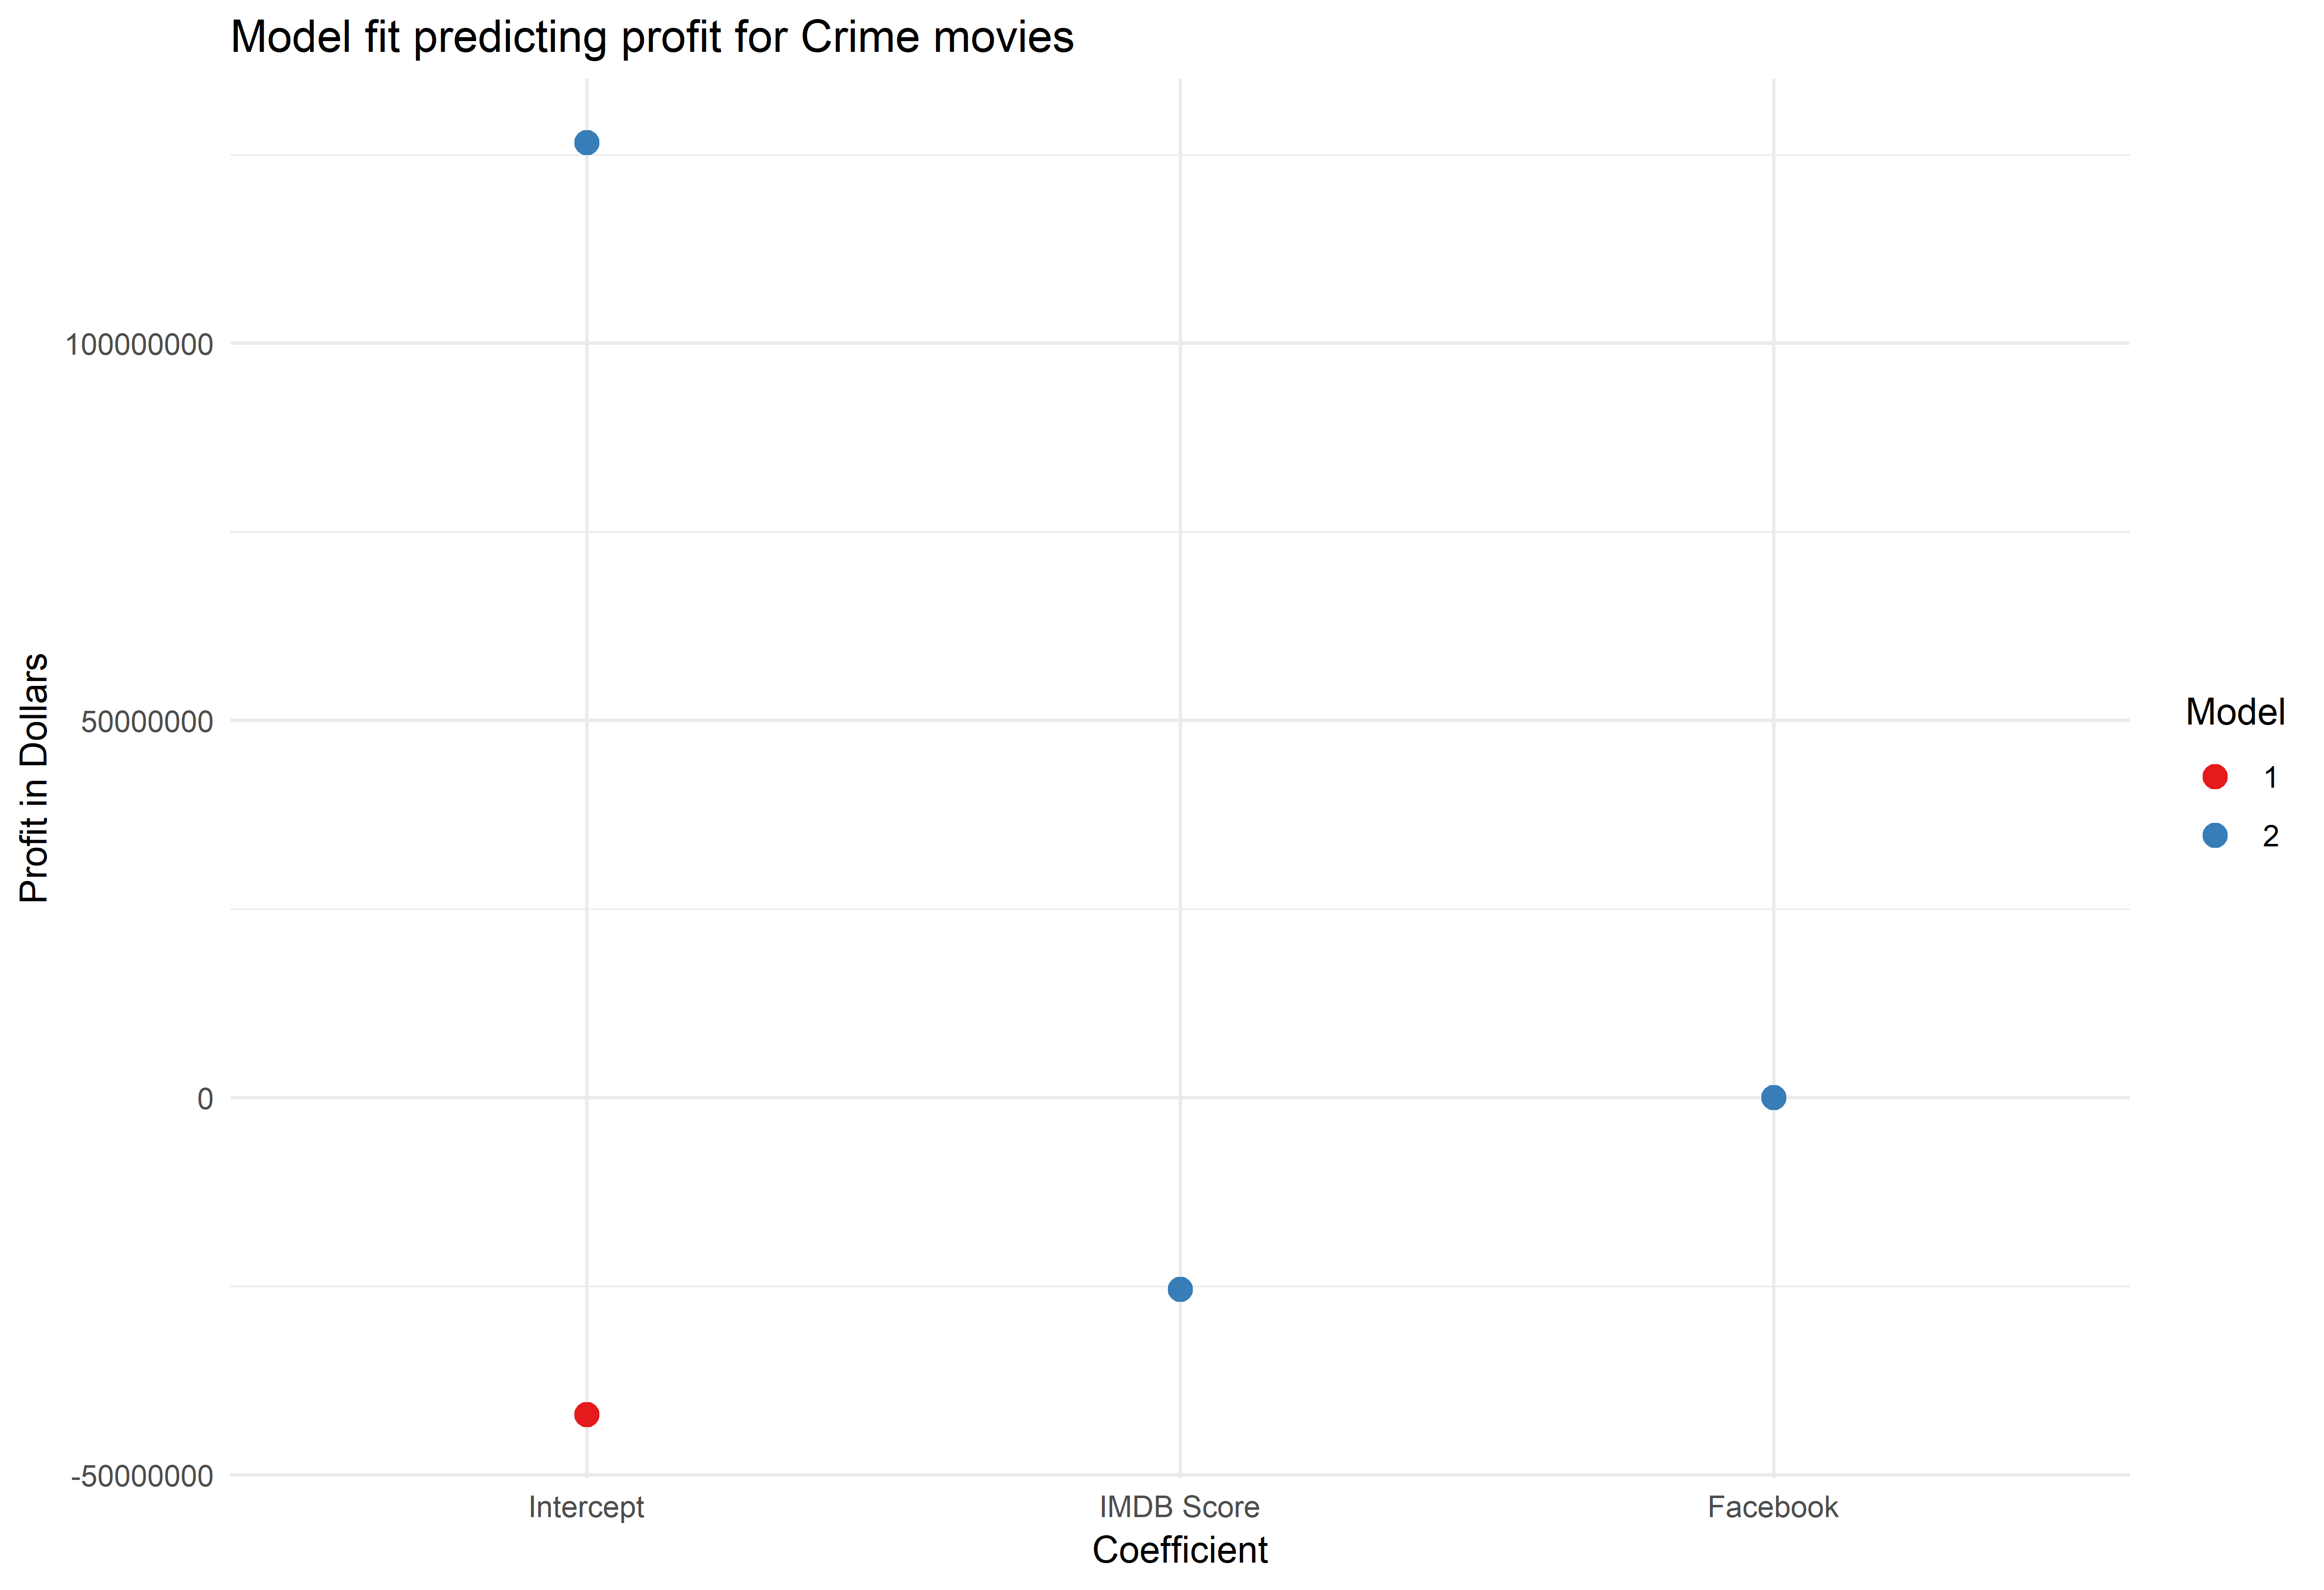 Model fit predicting profit for Crime movies
Profit in Dollars
100000000
50000000
0
-50000000
Intercept
IMDB Score
Facebook
Coefficient
Model
1
2